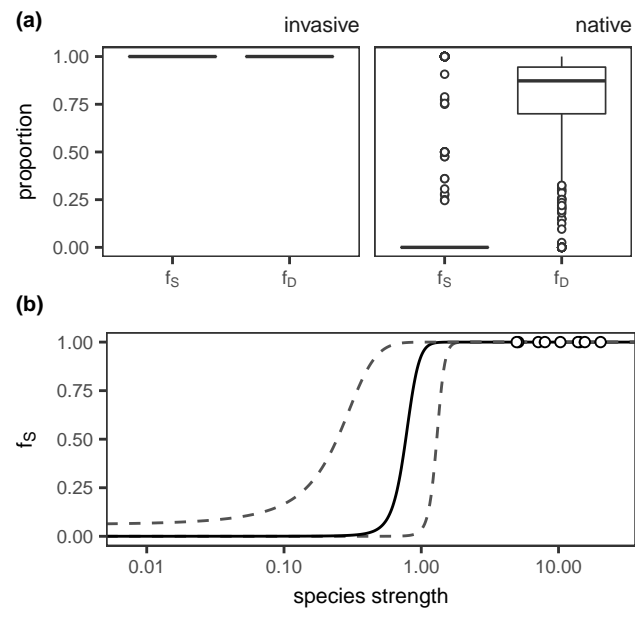 (a)
invasive
native
proportion
1.00
0.75
0.50
0.25
0.00
fS
fD
fS
fD
(b)
fS
1.00
0.75
0.50
0.25
0.00
0.01
0.10
1.00
10.00
species strength